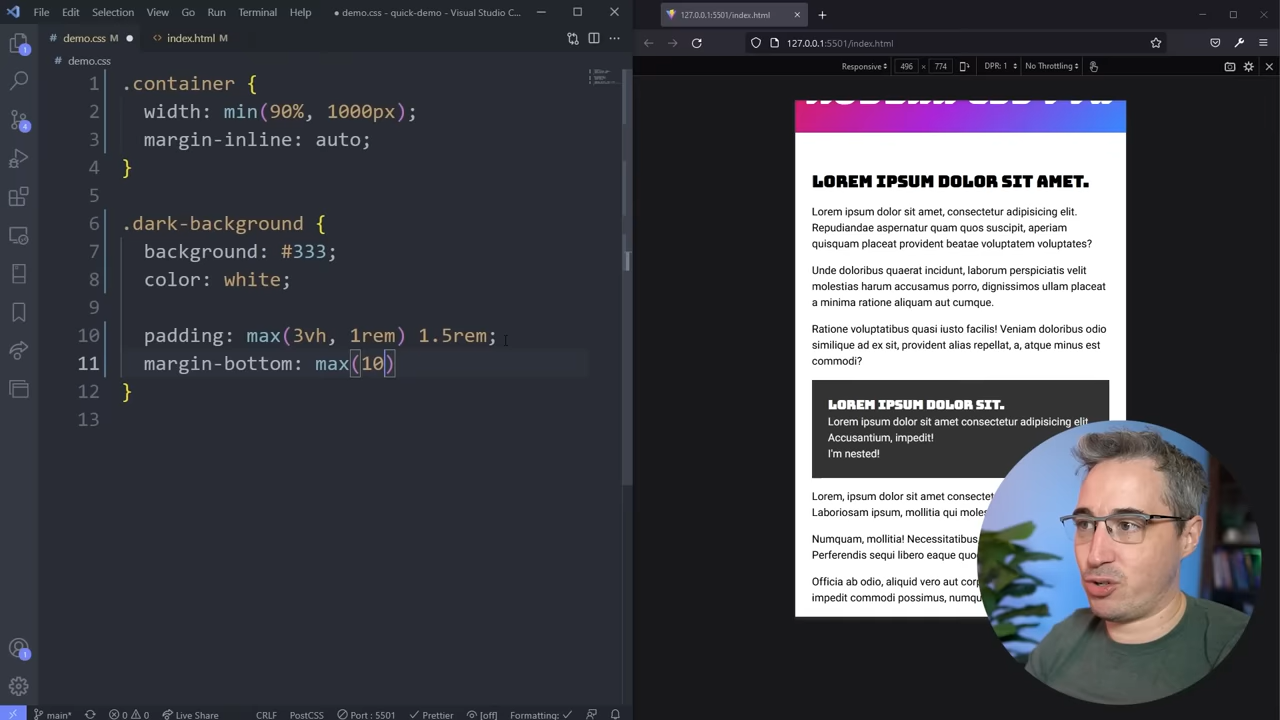 File Edit Selection View Go Run Terminal Help
● demo.css - quick-demo - Visual Studio C...
# demo.css M ●
<> index.html M
# demo.css
1 .container {
2 width: min(90%, 1000px);
3 margin-inline: auto;
4 }
5
6 .dark-background {
7 background: #333;
8 color: white;
9
10 padding: max(3vh, 1rem) 1.5rem;
11 margin-bottom: max(10)
12 }
13
1
4
1
main* 0 0 Live Share CRLF PostCSS Port : 5501 Prettier [off] Formatting: ✓
127.0.0.1:5501/index.html
127.0.0.1:5501/index.html
Responsive 496 × 774 DPR: 1 No Throttling
LOREM IPSUM DOLOR SIT AMET.
Lorem ipsum dolor sit amet, consectetur adipisicing elit.
Repudiandae aspernatur quam quos suscipit, aperiam
quisquam placeat provident beatae voluptatem voluptates?
Unde doloribus quaerat incidunt, laborum perspiciatis velit
molestias harum accusamus porro, dignissimos ullam placeat
a minima ratione aliquam aut cumque.
Ratione voluptatibus quasi iusto facilis! Veniam doloribus odio
similique ad ex sit, provident alias repellat, a, atque minus est
commodi?
LOREM IPSUM DOLOR SIT.
Lorem ipsum dolor sit amet consectetur adipisicing elit.
Accusantium, impedit!
I'm nested!
Lorem, ipsum dolor sit amet consectet
Laboriosam ipsum, mollitia qui moles
Numquam, mollitia! Necessitatibus
Perferendis sequi libero eaque quo
Officia ab odio, aliquid vero aut corp
impedit commodi possimus, numqu